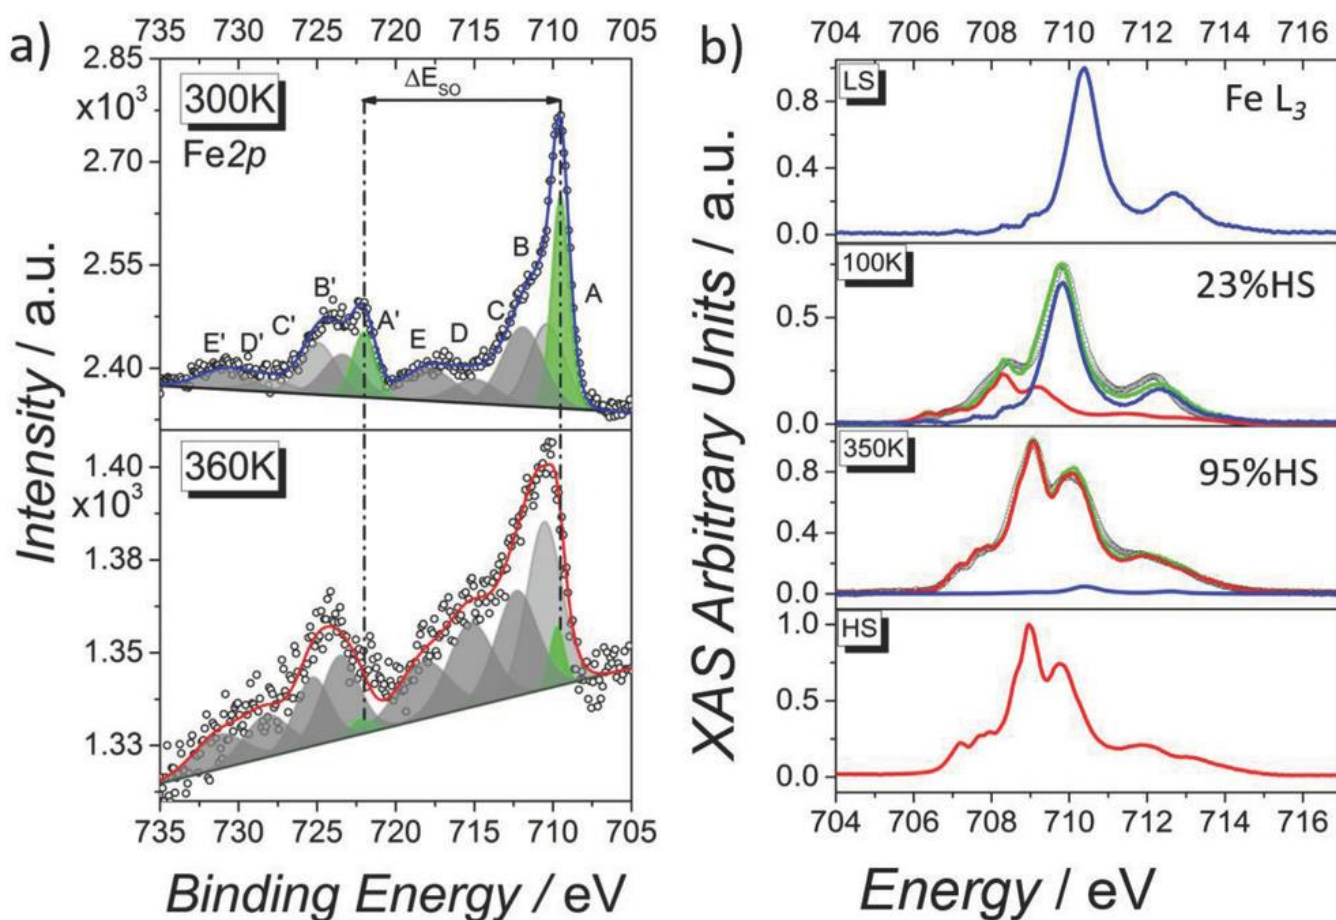 a)
735 730 725 720 715 710 705
2.85
x10³
2.70
2.55
2.40
300K
Fe2p
ΔE_SO
E' D' C' B' A' E D C B A
1.40
x10³
1.38
1.35
1.33
360K
735 730 725 720 715 710 705
Intensity / a.u.
Binding Energy / eV
b)
704 706 708 710 712 714 716
LS
Fe L₃
0.8
0.4
0.0
100K
23%HS
0.5
0.0
350K
95%HS
0.8
0.4
0.0
HS
1.0
0.5
0.0
704 706 708 710 712 714 716
XAS Arbitrary Units / a.u.
Energy / eV